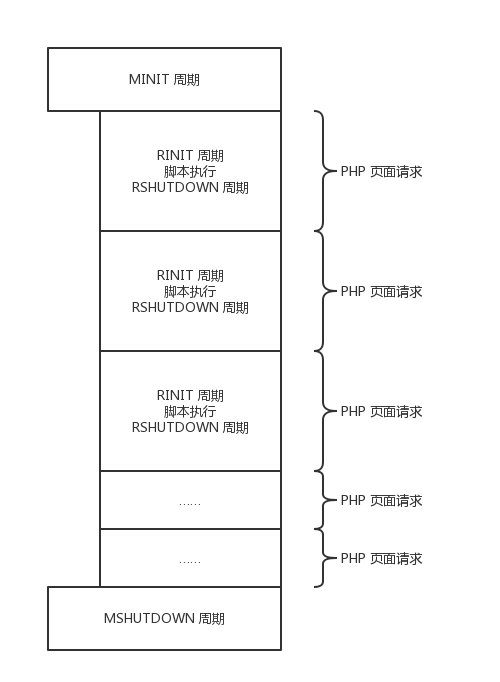 MINIT 周期
RINIT 周期
脚本执行
RSHUTDOWN 周期
PHP 页面请求
RINIT 周期
脚本执行
RSHUTDOWN 周期
PHP 页面请求
RINIT 周期
脚本执行
RSHUTDOWN 周期
PHP 页面请求
……
PHP 页面请求
……
PHP 页面请求
MSHUTDOWN 周期